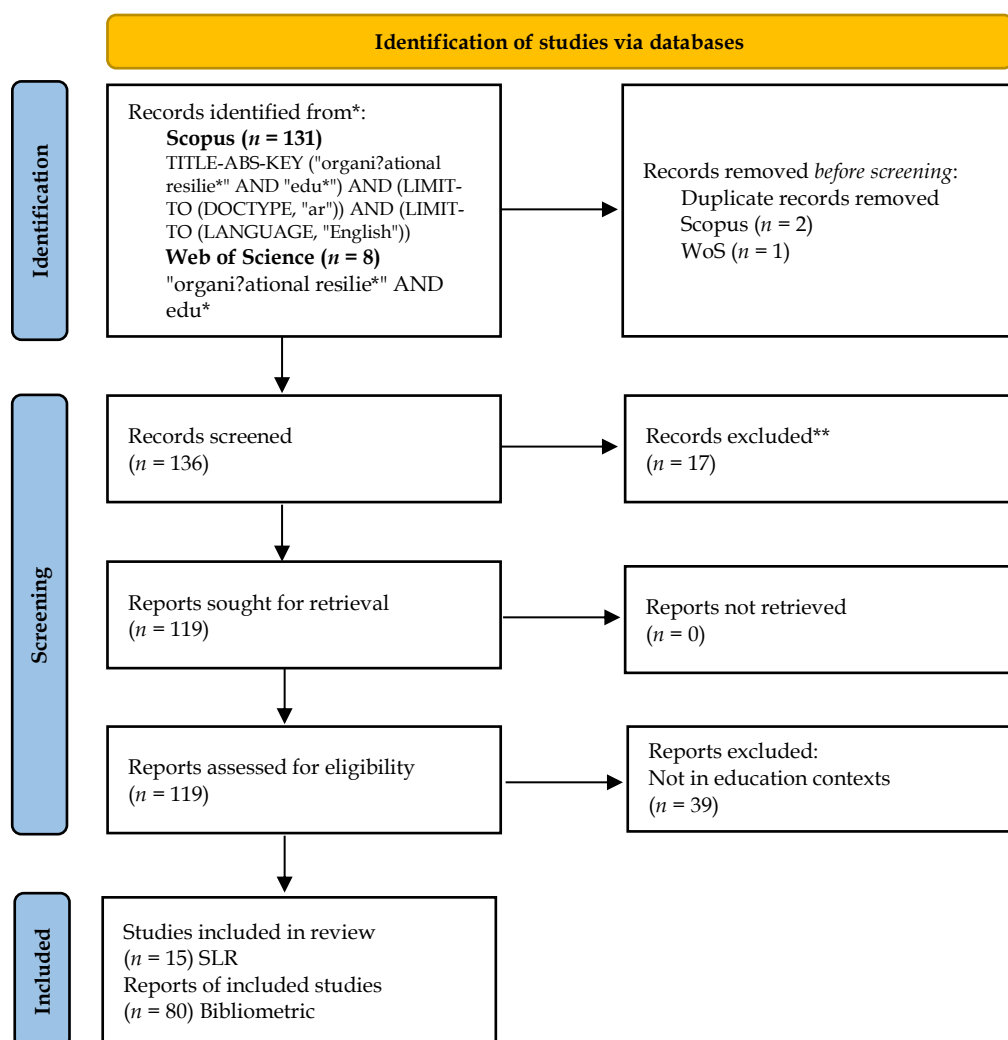 Identification of studies via databases
Identification
Records identified from*:
Scopus (n = 131)
TITLE-ABS-KEY ("organi?ational
resilie*" AND "edu*") AND (LIMIT-
TO (DOCTYPE, "ar")) AND (LIMIT-
TO (LANGUAGE, "English"))
Web of Science (n = 8)
"organi?ational resilie*" AND
edu*
Records removed before screening:
Duplicate records removed
Scopus (n = 2)
WoS (n = 1)
Screening
Records screened
(n = 136)
Records excluded**
(n = 17)
Reports sought for retrieval
(n = 119)
Reports not retrieved
(n = 0)
Reports assessed for eligibility
(n = 119)
Reports excluded:
Not in education contexts
(n = 39)
Included
Studies included in review
(n = 15) SLR
Reports of included studies
(n = 80) Bibliometric